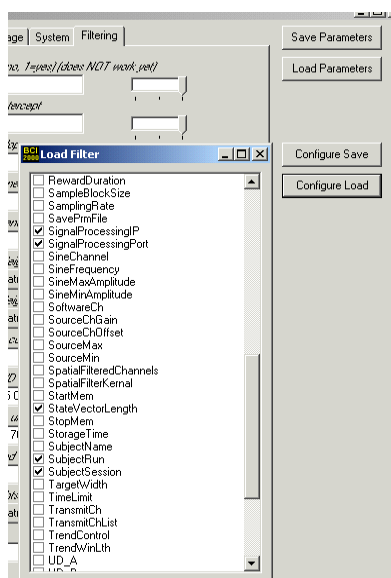 System Filtering
Save Parameters
no, 1=yes) (does NOT work yet)
Load Parameters
BCI 2000 Load Filter
Configure Save
Configure Load
RewardDuration
SampleBlockSize
SamplingRate
SavePrmFile
SignalProcessingIP
SignalProcessingPort
SineChannel
SineFrequency
SineMaxAmplitude
SineMinAmplitude
SoftwareCh
SourceChGain
SourceChOffset
SourceMax
SourceMin
SpatialFilteredChannels
SpatialFilterKernal
StartMem
StateVectorLength
StopMem
StorageTime
SubjectName
SubjectRun
SubjectSession
TargetWidth
TimeLimit
TransmitCh
TransmitChList
TrendControl
TrendWinLth
UD_A